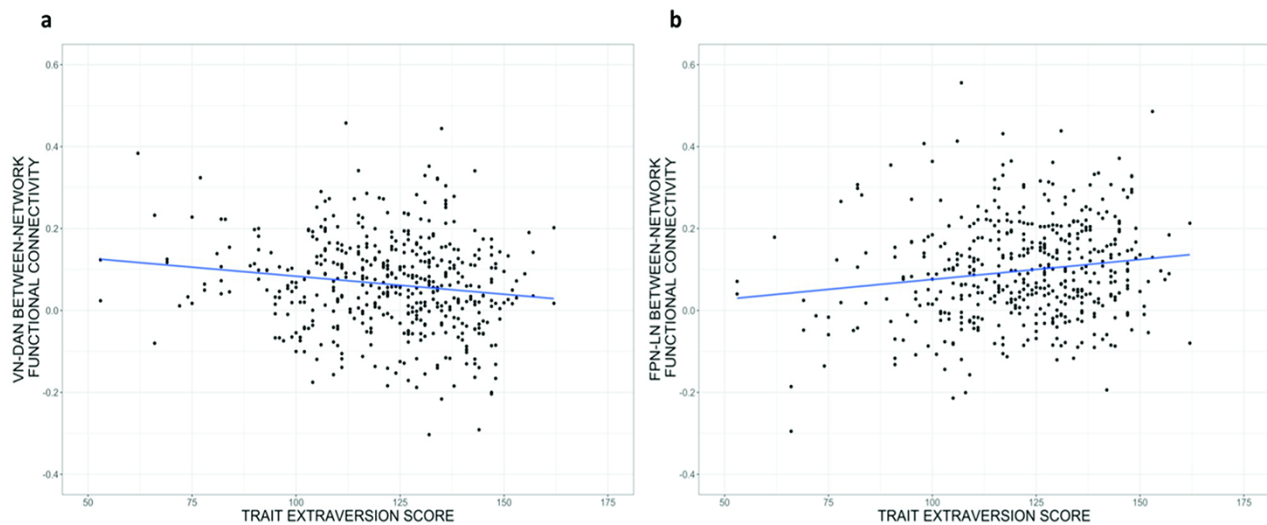 a
0.6
0.4
0.2
0.0
-0.2
-0.4
VN-DAN BETWEEN-NETWORK
FUNCTIONAL CONNECTIVITY
50 75 100 125 150 175
TRAIT EXTRAVERSION SCORE
b
0.6
0.4
0.2
0.0
-0.2
-0.4
FPN-LN BETWEEN-NETWORK
FUNCTIONAL CONNECTIVITY
50 75 100 125 150 175
TRAIT EXTRAVERSION SCORE